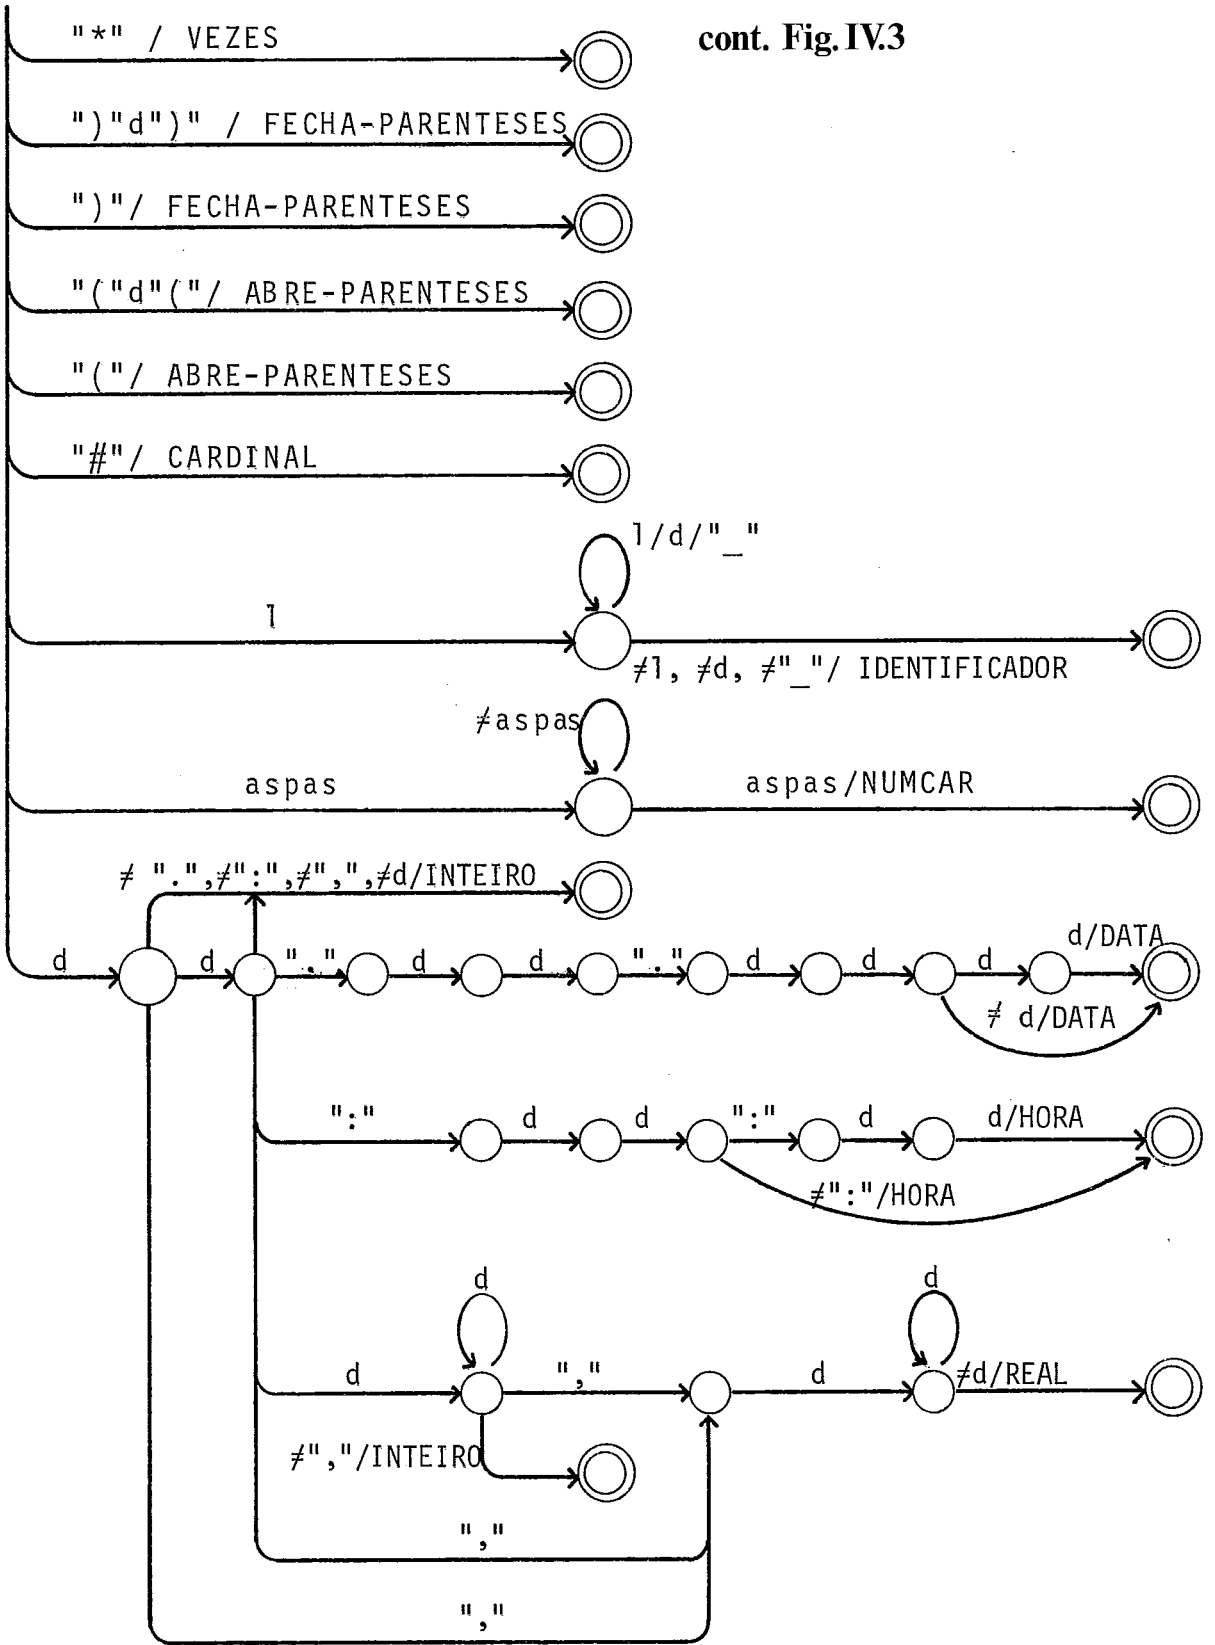 "*" / VEZES
cont. Fig. IV.3
")"d")" / FECHA-PARENTESES
")"/ FECHA-PARENTESES
"("d"("/ ABRE-PARENTESES
"("/ ABRE-PARENTESES
"#"/ CARDINAL
l/d/"_"
l
≠l, ≠d, ≠"_"/ IDENTIFICADOR
≠aspas
aspas
aspas/NUMCAR
≠ ".",≠":",≠",",≠d/INTEIRO
d/DATA
d d "." d d "." d d d
≠ d/DATA
":" d d ":" d d/HORA
≠":"/HORA
d d
d "," d ≠d/REAL
≠","/INTEIRO
","
","